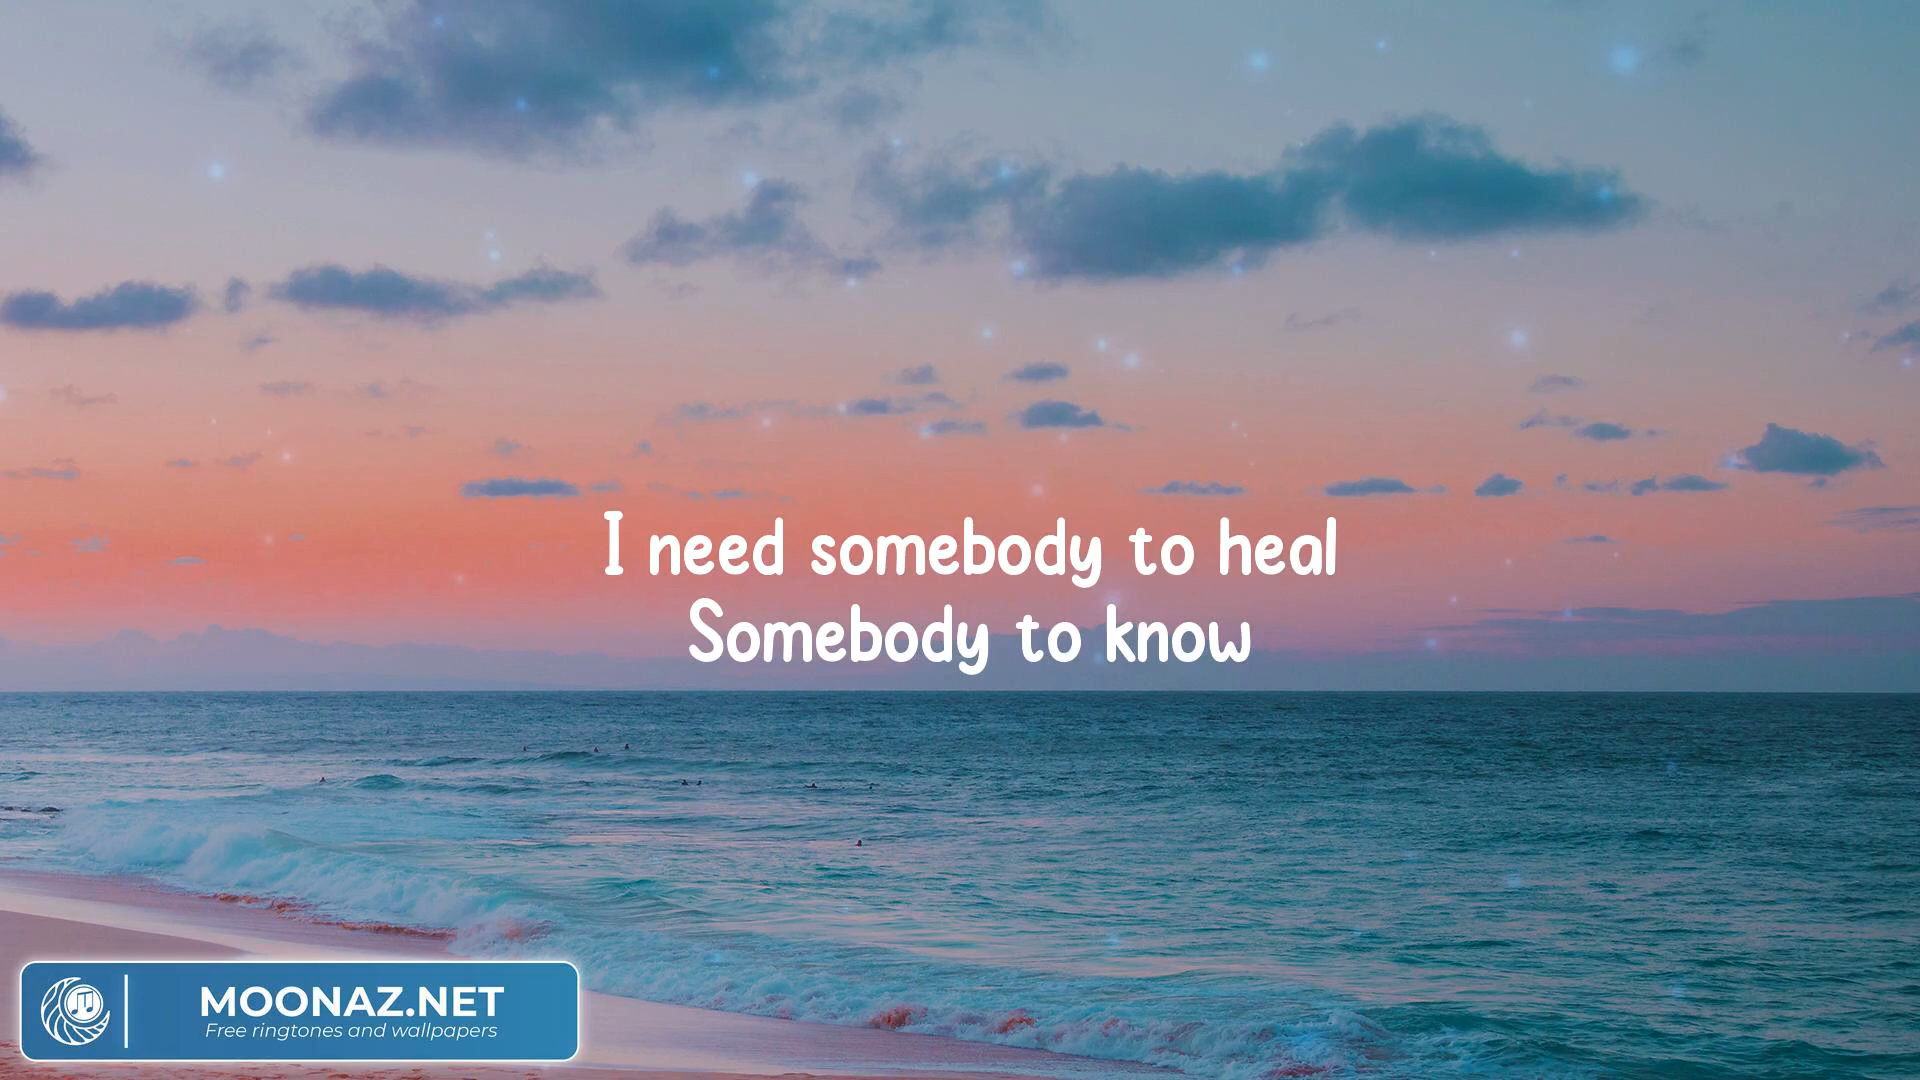 I need somebody to heal
Somebody to know
MOONAZ.NET
Free ringtones and wallpapers